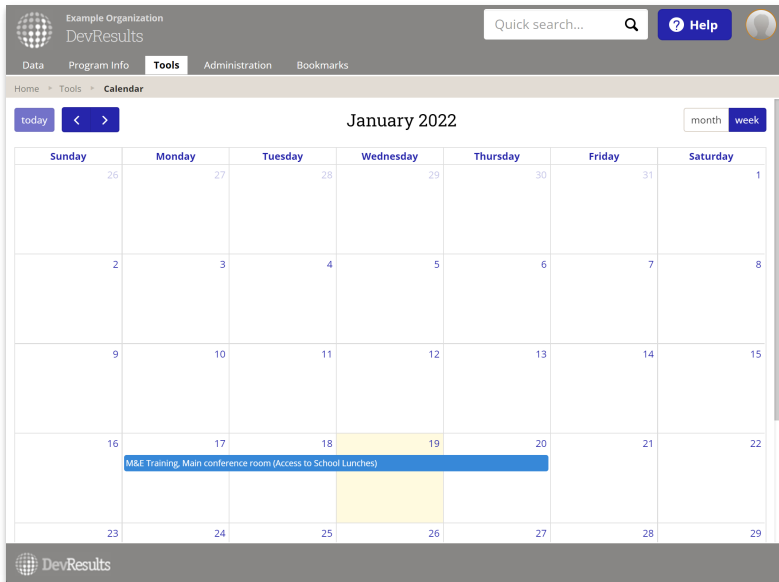 Example Organization
DevResults
Quick search...
Help
Data Program Info Tools Administration Bookmarks
Home Tools Calendar
today
January 2022
month week
Sunday Monday Tuesday Wednesday Thursday Friday Saturday
26 27 28 29 30 31 1
2 3 4 5 6 7 8
9 10 11 12 13 14 15
16 17 18 19 20 21 22
M&E Training, Main conference room (Access to School Lunches)
23 24 25 26 27 28 29
DevResults